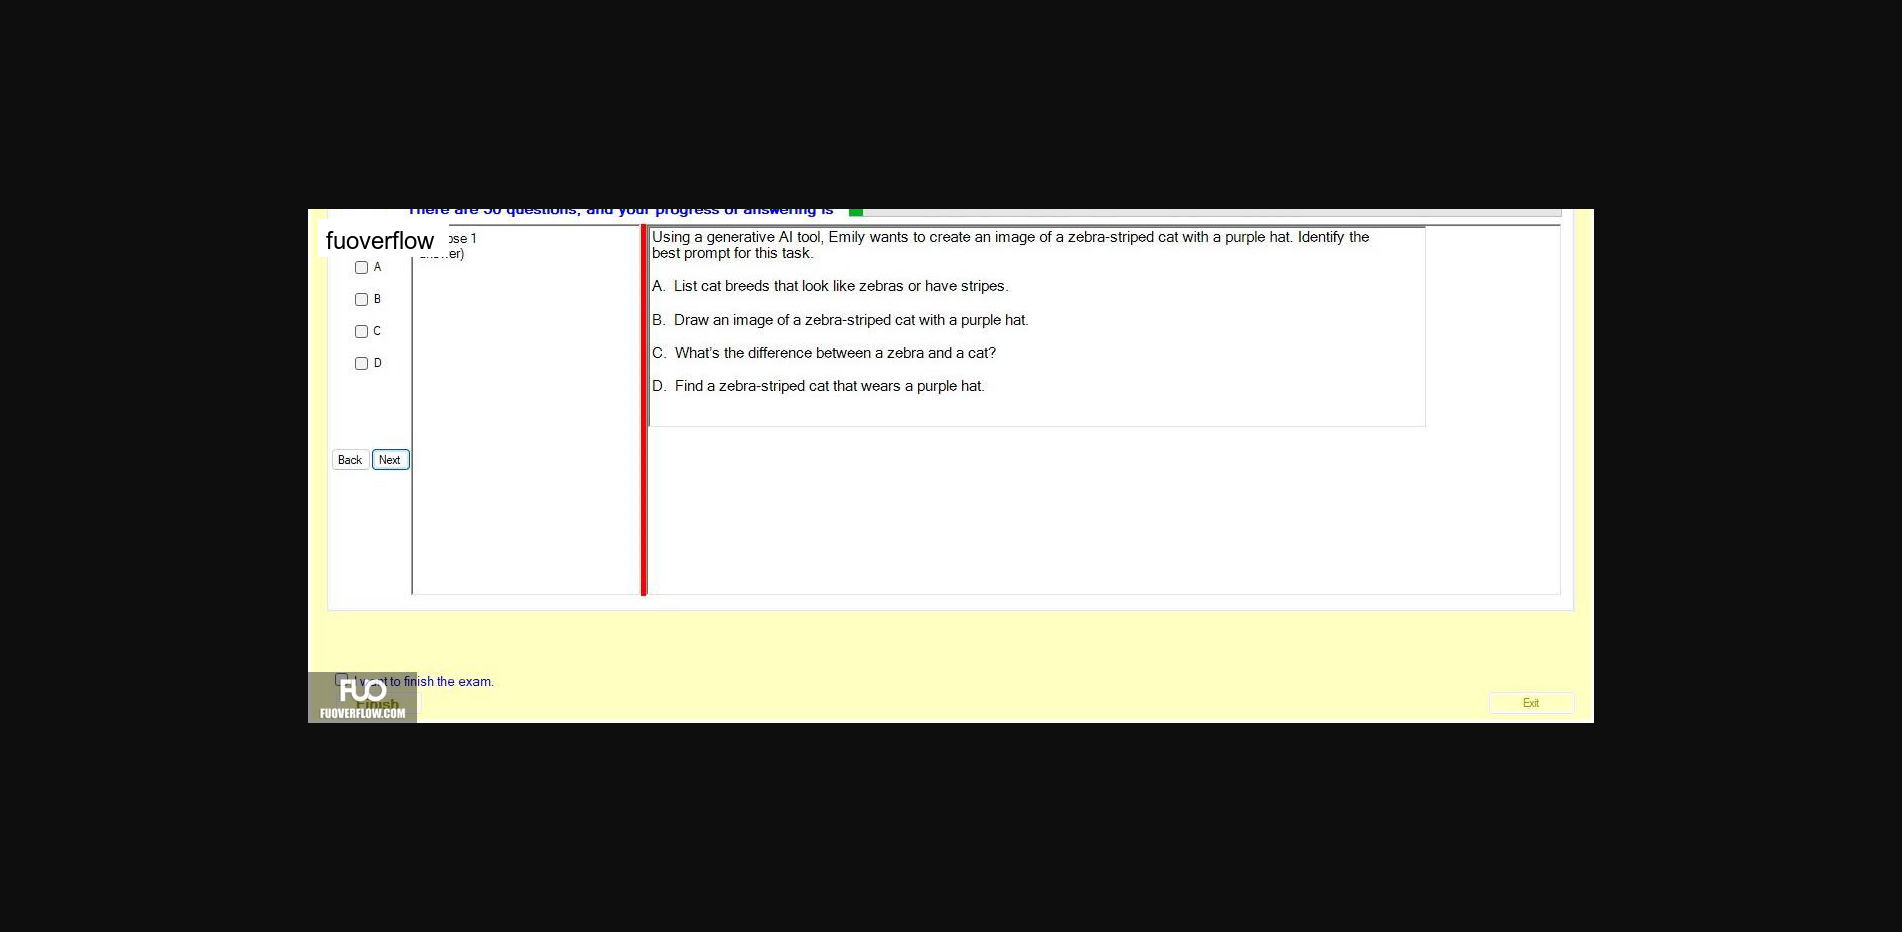 There are 50 questions, and your progress of answering is
fuoverflow
ose 1
er)
A
B
C
D
Back
Next
Using a generative AI tool, Emily wants to create an image of a zebra-striped cat with a purple hat. Identify the
best prompt for this task.
A. List cat breeds that look like zebras or have stripes.
B. Draw an image of a zebra-striped cat with a purple hat.
C. What's the difference between a zebra and a cat?
D. Find a zebra-striped cat that wears a purple hat.
I want to finish the exam.
FUO
Finish
FUOVERFLOW.COM
Exit